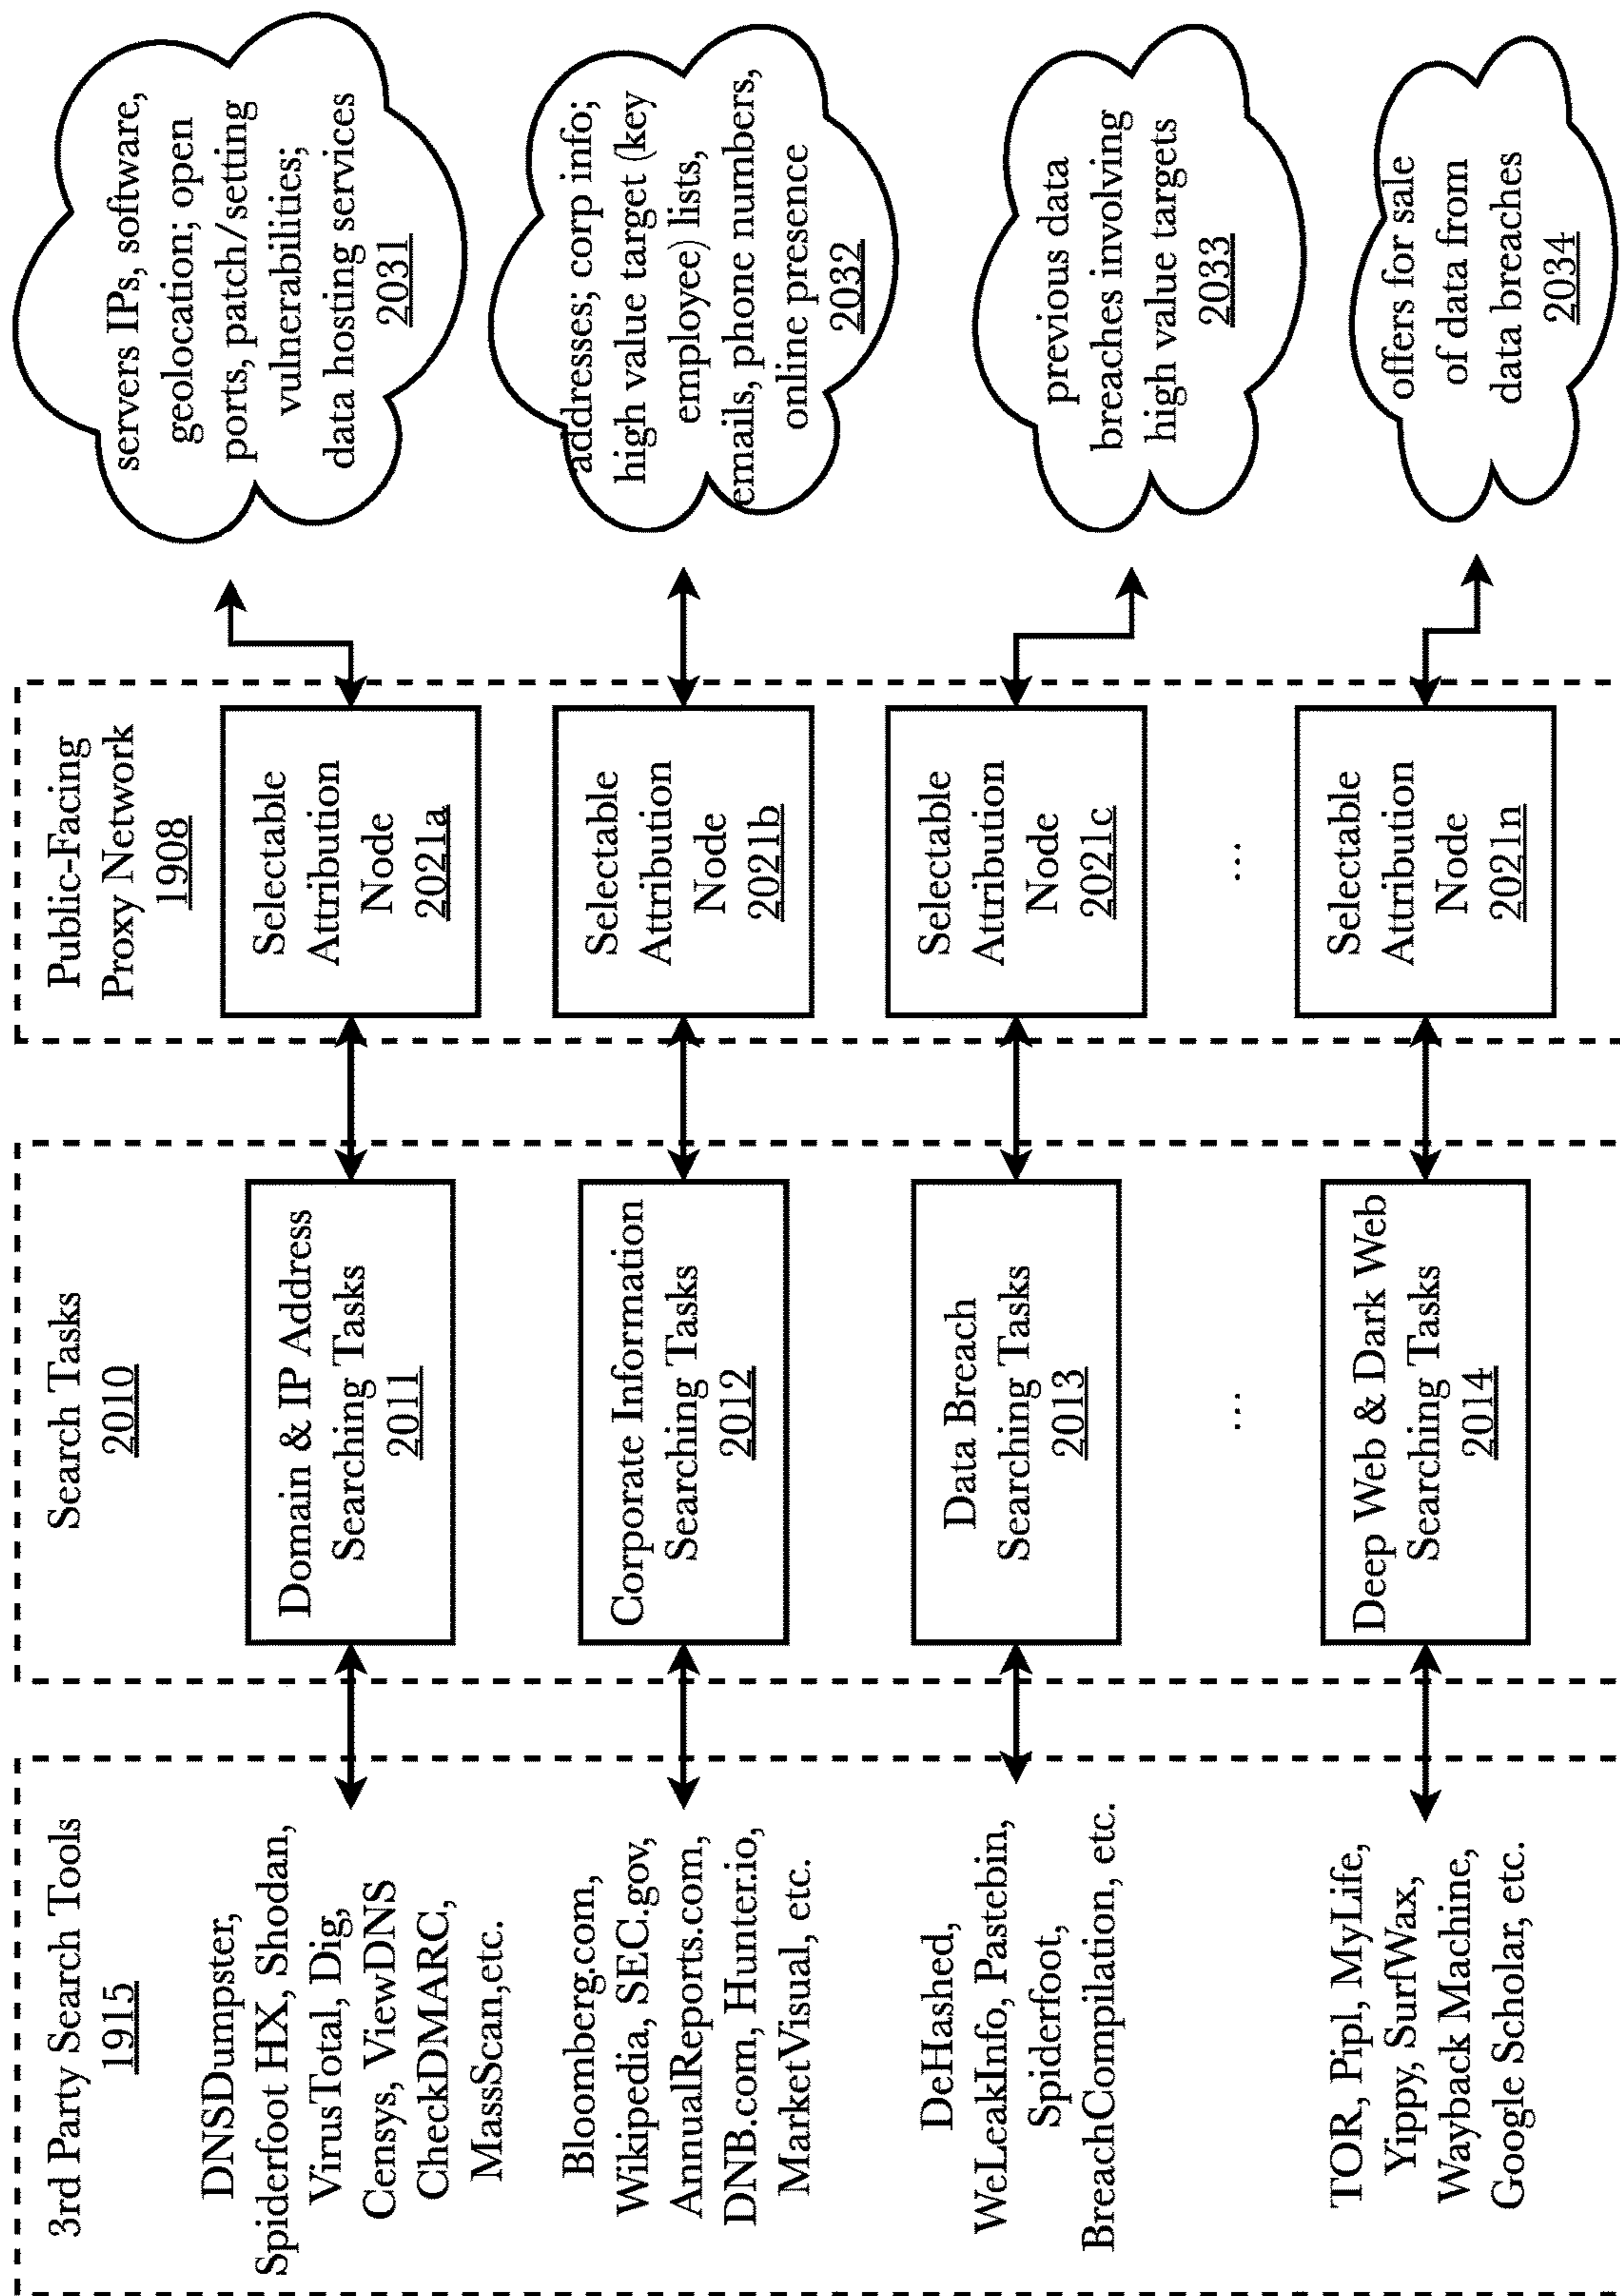 3rd Party Search Tools
1915
DNSDumpster,
Spiderfoot HX, Shodan,
VirusTotal, Dig,
Censys, ViewDNS
CheckDMARC,
MassScan,etc.
Bloomberg.com,
Wikipedia, SEC.gov,
AnnualReports.com,
DNB.com, Hunter.io,
MarketVisual, etc.
DeHashed,
WeLeakInfo, Pastebin,
Spiderfoot,
BreachCompilation, etc.
TOR, Pipl, MyLife,
Yippy, SurfWax,
Wayback Machine,
Google Scholar, etc.
Search Tasks
2010
Domain & IP Address
Searching Tasks
2011
Corporate Information
Searching Tasks
2012
Data Breach
Searching Tasks
2013
...
Deep Web & Dark Web
Searching Tasks
2014
Public-Facing
Proxy Network
1908
Selectable
Attribution
Node
2021a
Selectable
Attribution
Node
2021b
Selectable
Attribution
Node
2021c
...
Selectable
Attribution
Node
2021n
servers IPs, software,
geolocation; open
ports, patch/setting
vulnerabilities;
data hosting services
2031
addresses; corp info;
high value target (key
employee) lists,
emails, phone numbers,
online presence
2032
previous data
breaches involving
high value targets
2033
offers for sale
of data from
data breaches
2034